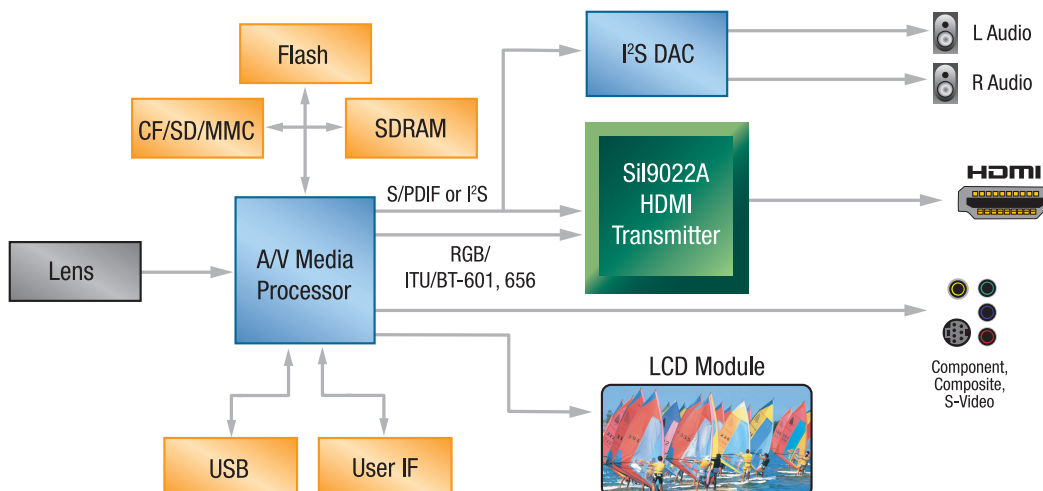 Flash
I²S DAC
L Audio
R Audio
CF/SD/MMC
SDRAM
SiI9022A
HDMI
Transmitter
HDMI
S/PDIF or I²S
Lens
A/V Media
Processor
RGB/
ITU/BT-601, 656
LCD Module
Component,
Composite,
S-Video
USB
User IF